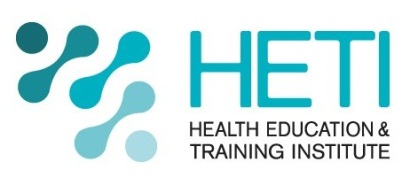 HETI
HEALTH EDUCATION &
TRAINING INSTITUTE